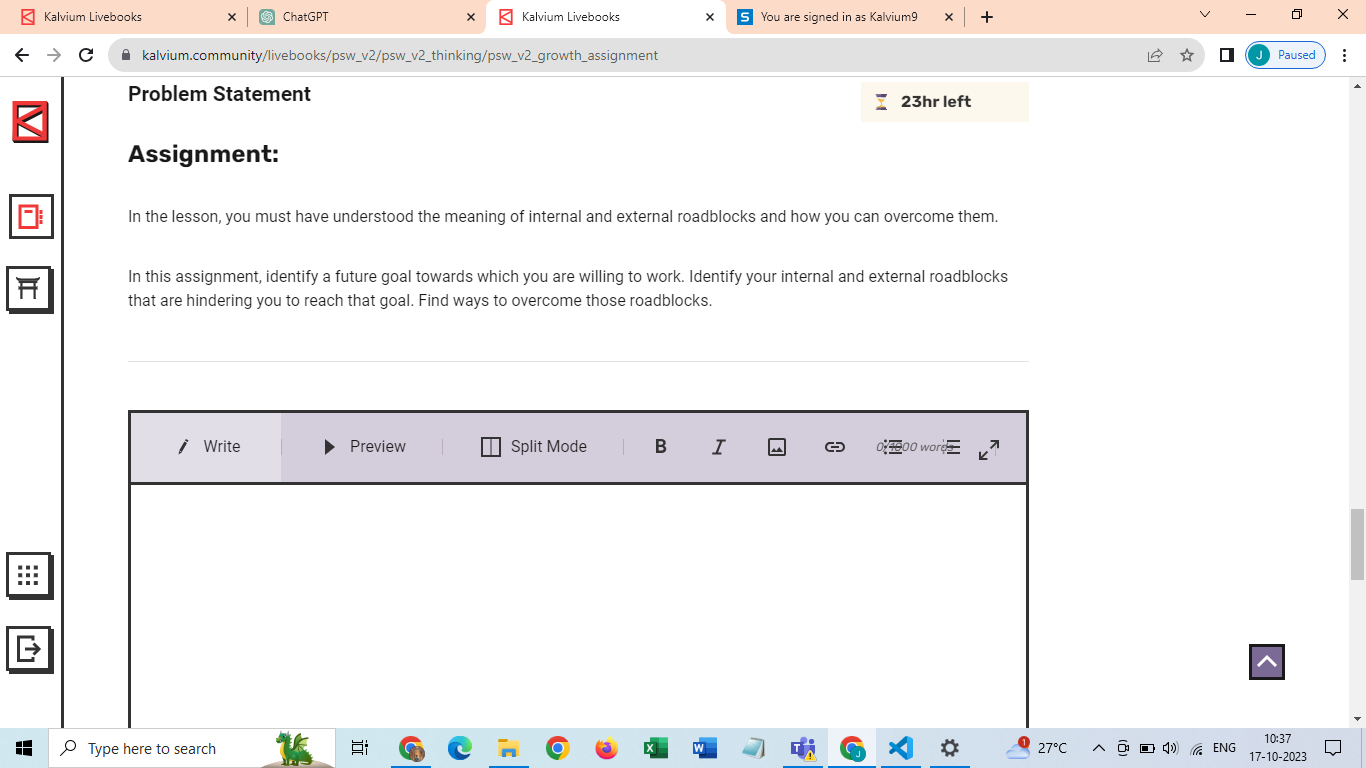 Kalvium Livebooks
ChatGPT
Kalvium Livebooks
You are signed in as Kalvium9
kalvium.community/livebooks/psw_v2/psw_v2_thinking/psw_v2_growth_assignment
J
Paused
Problem Statement
23hr left
Assignment:
In the lesson, you must have understood the meaning of internal and external roadblocks and how you can overcome them.
In this assignment, identify a future goal towards which you are willing to work. Identify your internal and external roadblocks
that are hindering you to reach that goal. Find ways to overcome those roadblocks.
Write
Preview
Split Mode
B
I
0/1000 words
Type here to search
1
27°C
ENG
10:37
17-10-2023